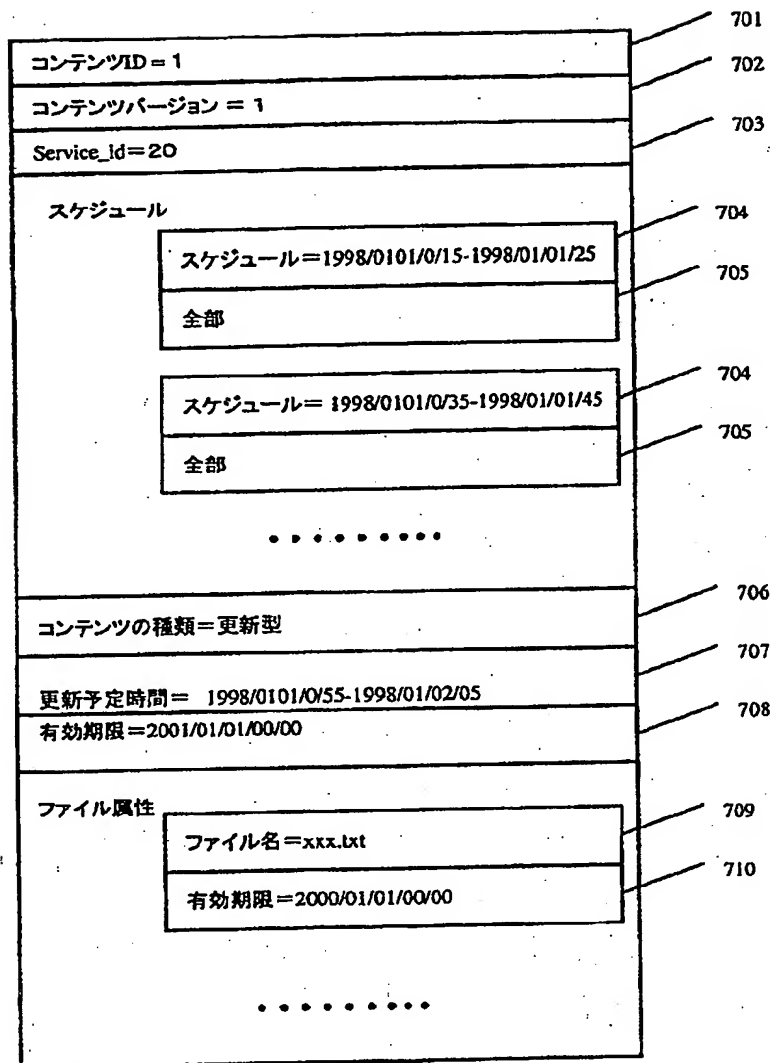 701
コンテンツID = 1
702
コンテンツバージョン = 1
703
Service_id=20
スケジュール
704
スケジュール=1998/0101/0/15-1998/01/01/25
705
全部
704
スケジュール= 1998/0101/0/35-1998/01/01/45
705
全部
706
コンテンツの種類=更新型
707
更新予定時間= 1998/0101/0/55-1998/01/02/05
708
有効期限=2001/01/01/00/00
ファイル属性
709
ファイル名=xxx.txt
710
有効期限=2000/01/01/00/00